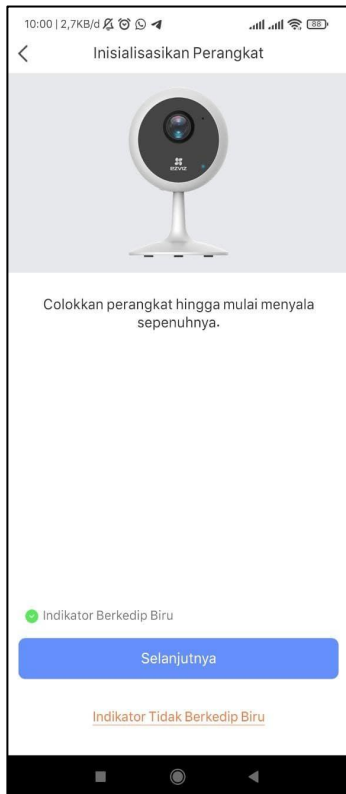 10:00 | 2,7KB/d
88
Inisialisasikan Perangkat
EZVIZ
Colokkan perangkat hingga mulai menyala
sepenuhnya.
Indikator Berkedip Biru
Selanjutnya
Indikator Tidak Berkedip Biru